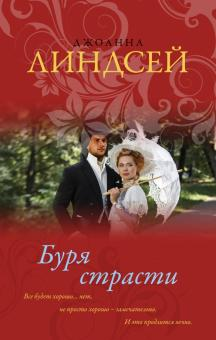 ДЖОАННА
ЛИНДСЕЙ
Буря
страсти
Все будет хорошо... нет,
не просто хорошо – замечательно.
И это продлится вечно.